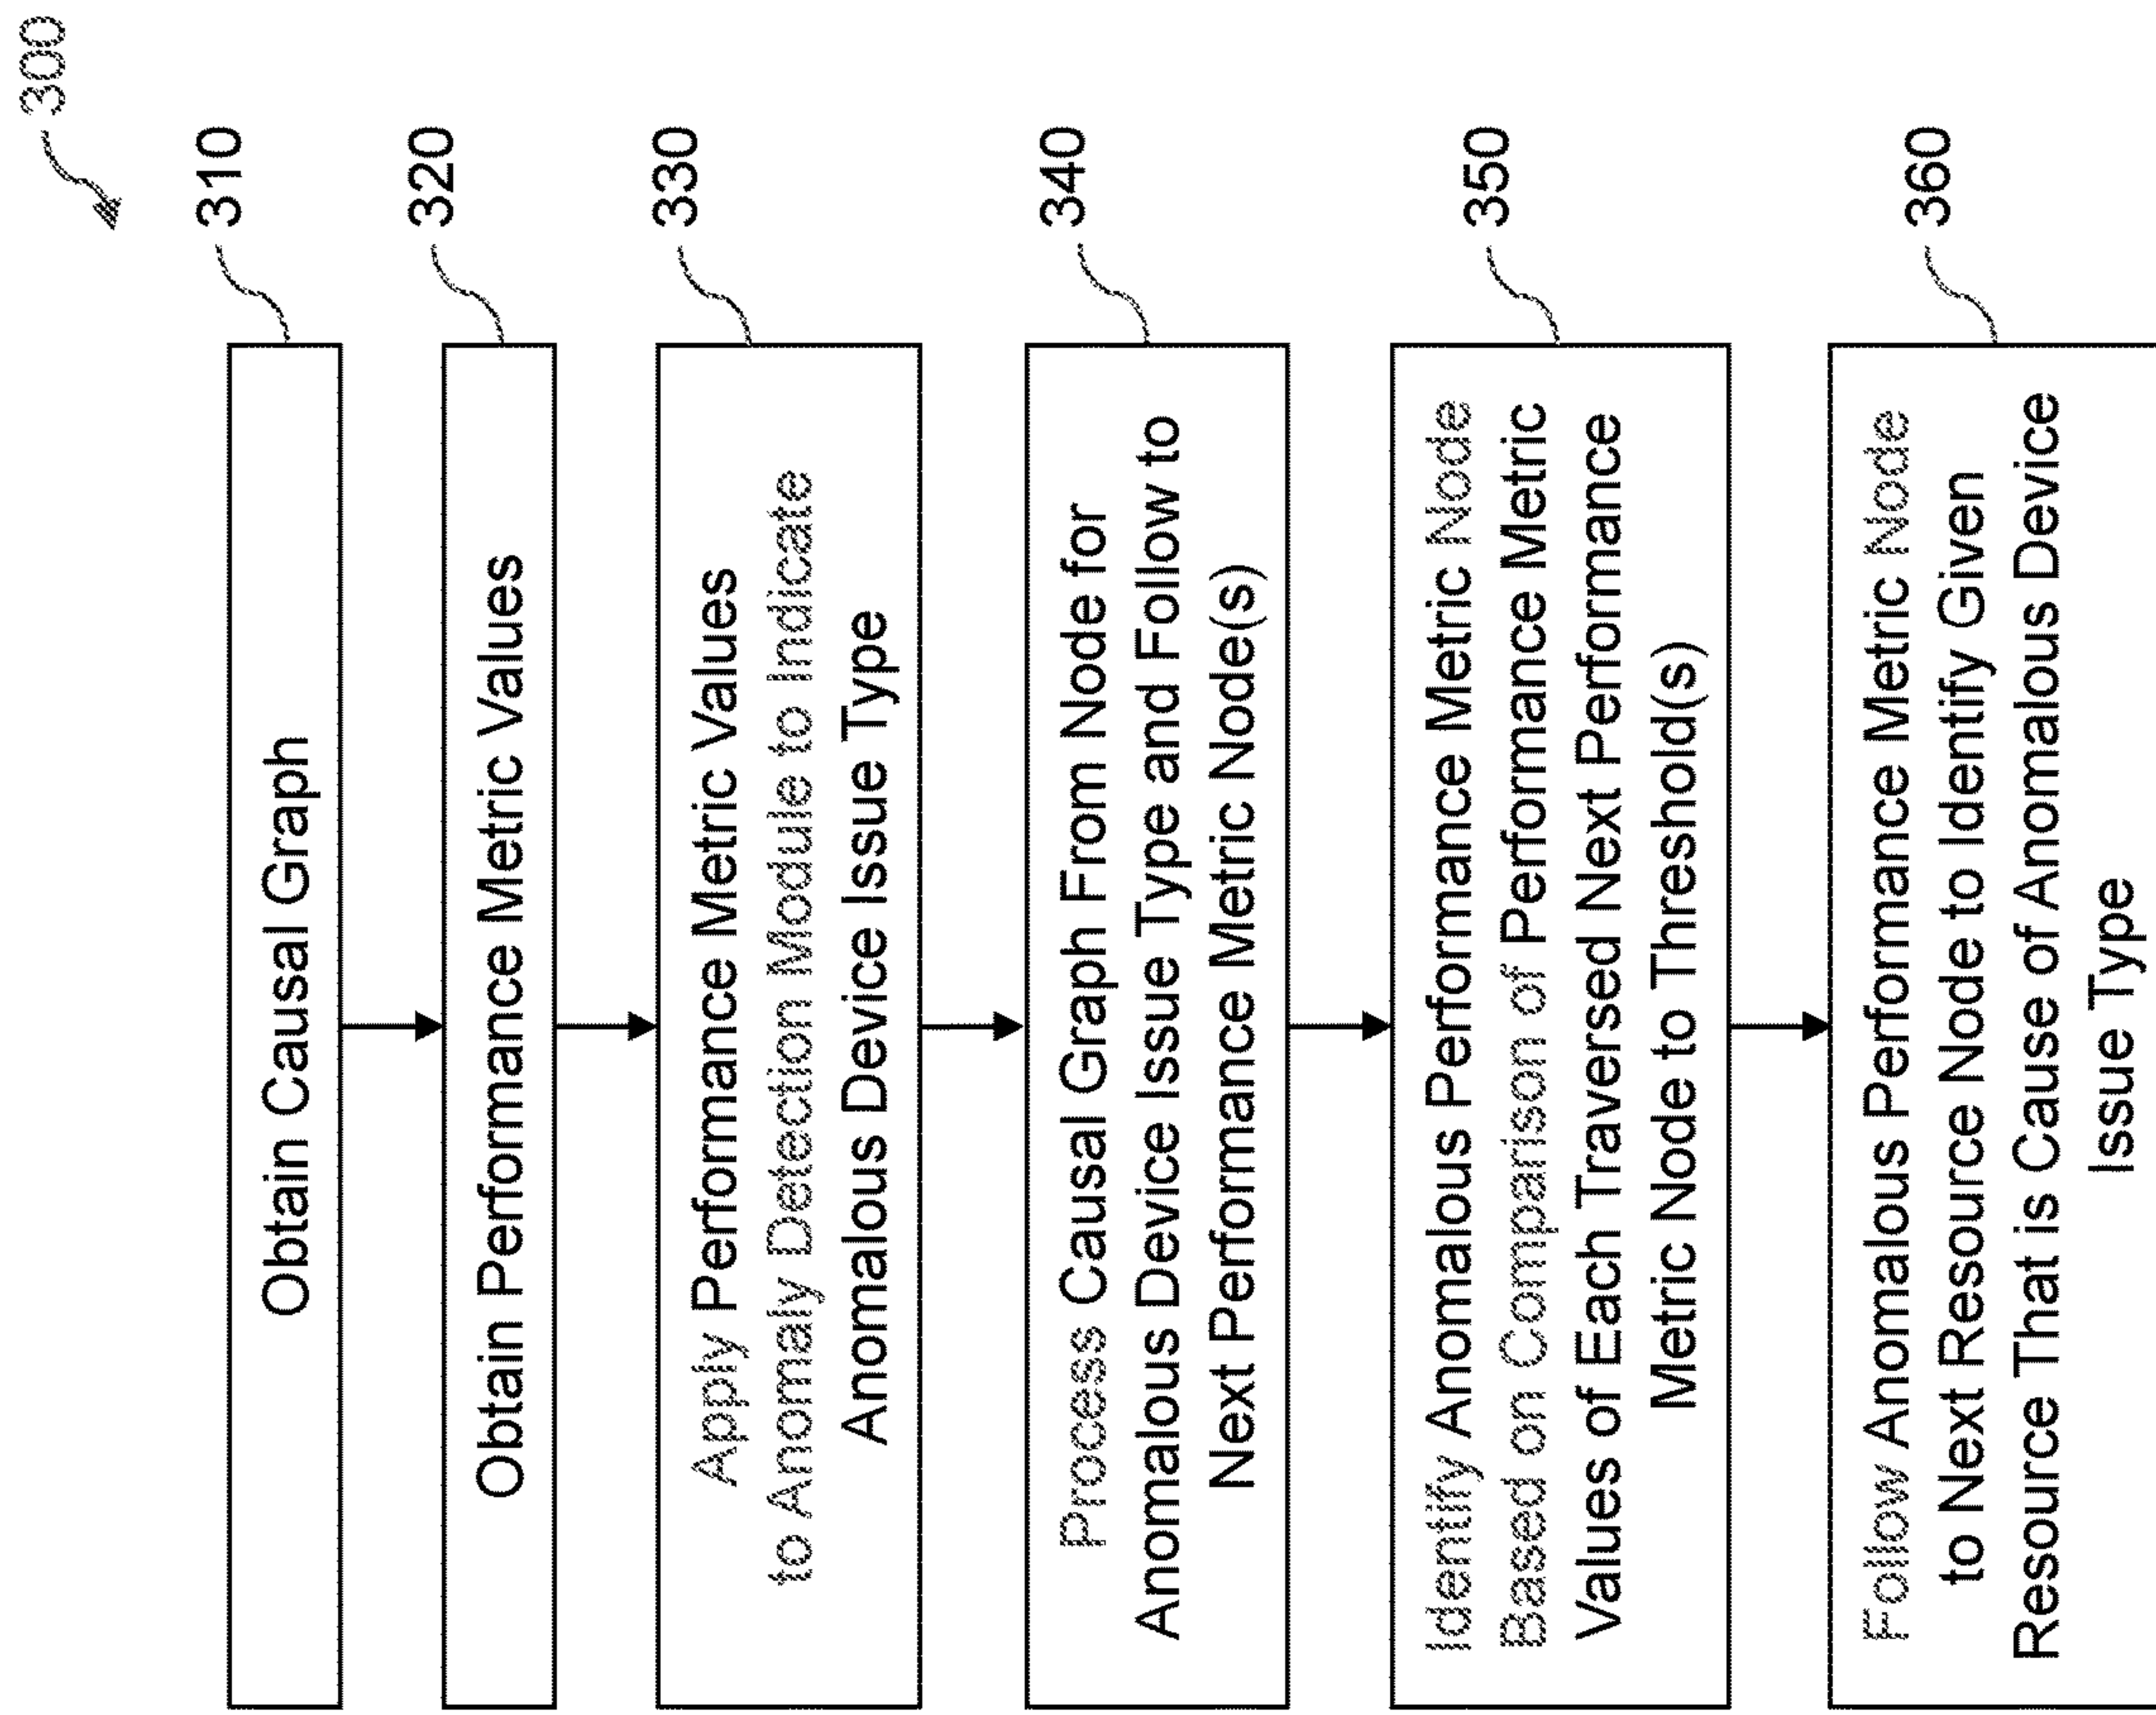 300
310
Obtain Causal Graph
320
Obtain Performance Metric Values
330
Apply Performance Metric Values
to Anomaly Detection Module to Indicate
Anomalous Device Issue Type
340
Process Causal Graph From Node for
Anomalous Device Issue Type and Follow to
Next Performance Metric Node(s)
350
Identify Anomalous Performance Metric Node
Based on Comparison of Performance Metric
Values of Each Traversed Next Performance
Metric Node to Threshold(s)
360
Follow Anomalous Performance Metric Node
to Next Resource Node to Identify Given
Resource That is Cause of Anomalous Device
Issue Type